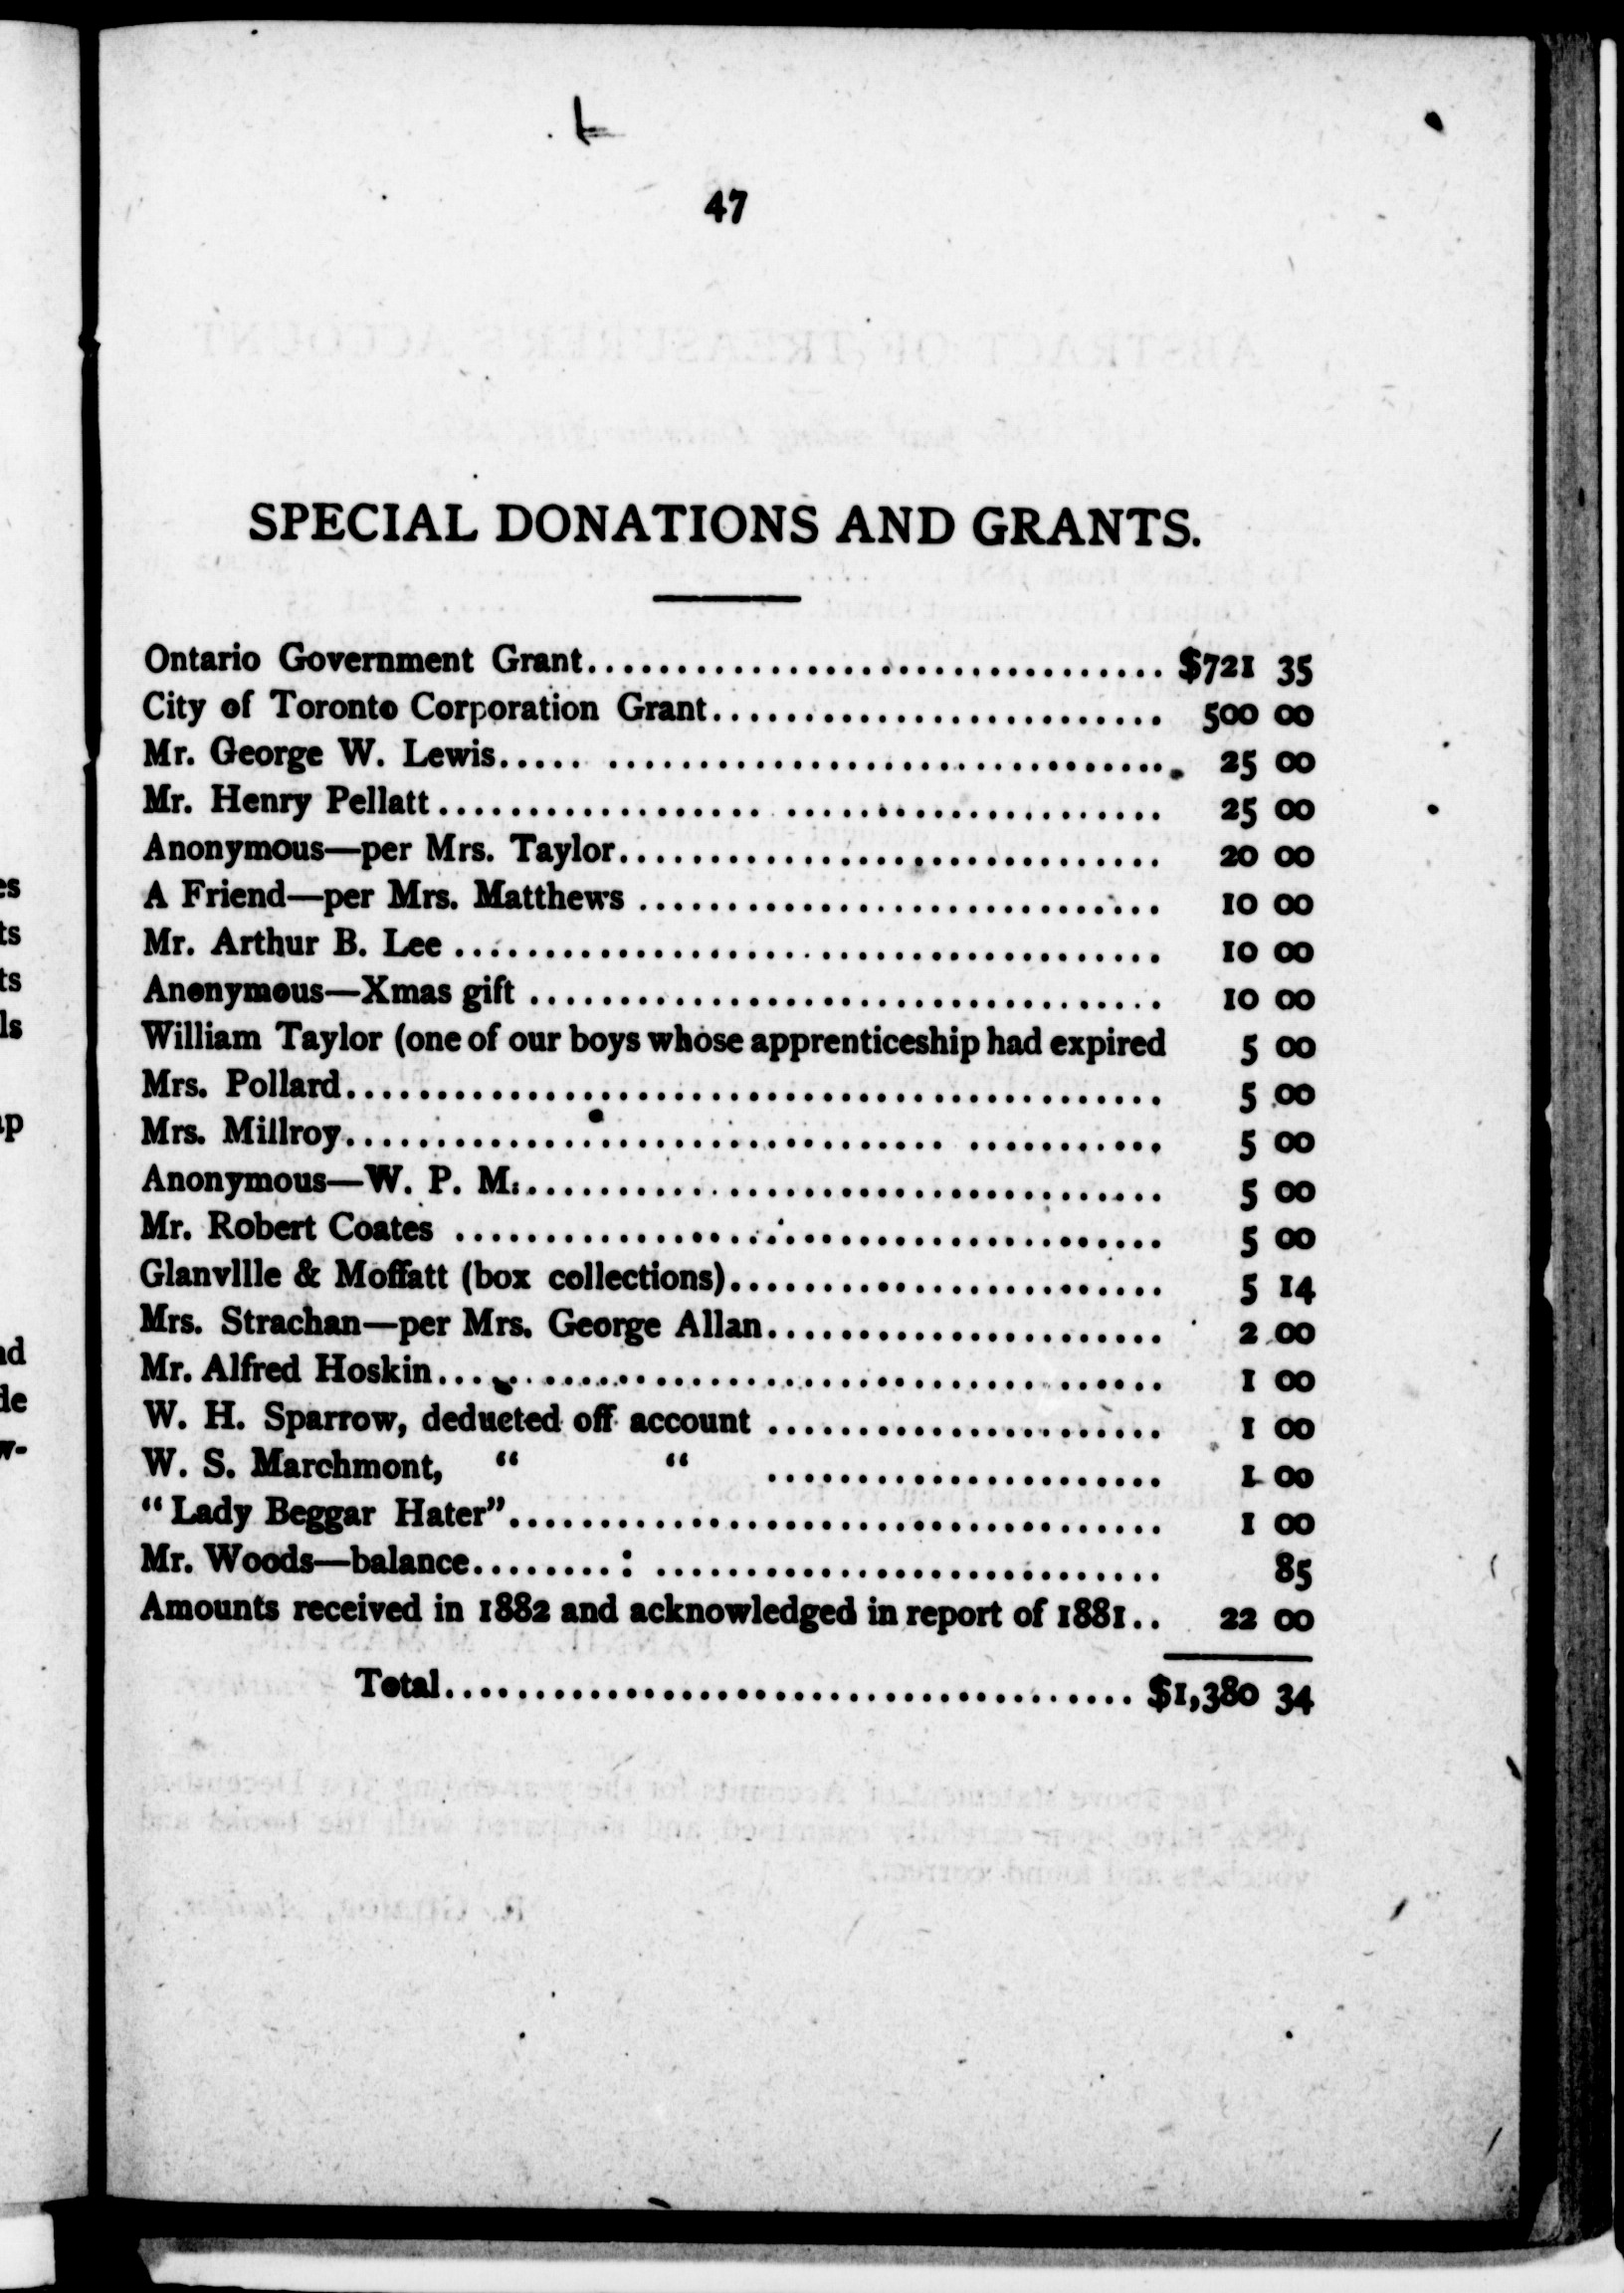 47
SPECIAL DONATIONS AND GRANTS.
Ontario Government Grant................................ $721 35
City of Toronto Corporation Grant......................... 500 00
Mr. George W. Lewis..... ............................... 25 00
Mr. Henry Pellatt.................. ..................... 25 00
Anonymous—per Mrs. Taylor.............................. 20 00
A Friend—per Mrs. Matthews ............................. 10 00
Mr. Arthur B. Lee ....................................... 10 00
Anonymous—Xmas gift ................................... 10 00
William Taylor (one of our boys whose apprenticeship had expired 5 00
Mrs. Pollard............................................. 5 00
Mrs. Millroy................................. ........... 5 00
Anonymous—W. P. M.................................... 5 00
Mr. Robert Coates ....................................... 5 00
Glanvllle & Moffatt (box collections)........................ 5 14
Mrs. Strachan—per Mrs. George Allan...................... 2 00
Mr. Alfred Hoskin........................................ 1 00
W. H. Sparrow, deducted off account ...................... 1 00
W. S. Marchmont, “ “ ...................... 1 00
“Lady Beggar Hater”.................................... 1 00
Mr. Woods—balance........: ............................ 85
Amounts received in 1882 and acknowledged in report of 1881.. 22 00
Total...................................... $1,380 34